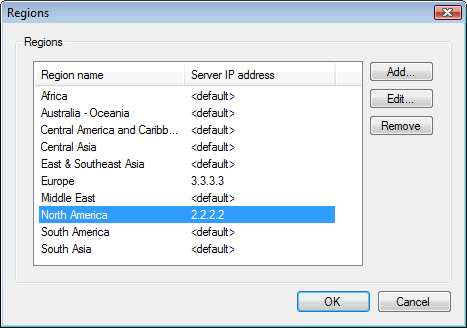 Regions
Regions
Region name Server IP address
Africa <default>
Australia - Oceania <default>
Central America and Caribb... <default>
Central Asia <default>
East & Southeast Asia <default>
Europe 3.3.3.3
Middle East <default>
North America 2.2.2.2
South America <default>
South Asia <default>
Add...
Edit...
Remove
OK Cancel